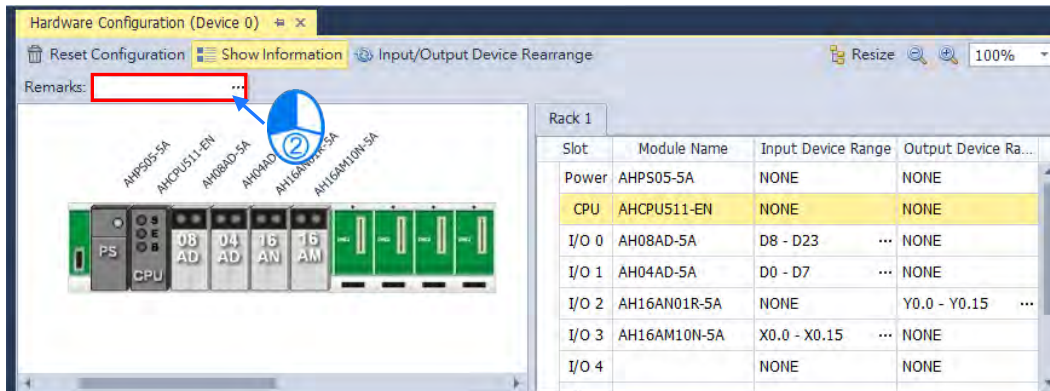 Hardware Configuration (Device 0)
Reset Configuration Show Information Input/Output Device Rearrange Resize 100%
Remarks: ...
②
AHPS05-5A AHCPU511-EN AH08AD-5A AH04AD AH16AN01R-5A AH16AM10N-5A
PS CPU 08 AD 04 AD 16 AN 16 AM
Rack 1
Slot Module Name Input Device Range Output Device Ra...
Power AHPS05-5A NONE NONE
CPU AHCPU511-EN NONE NONE
I/O 0 AH08AD-5A D8 - D23 ... NONE
I/O 1 AH04AD-5A D0 - D7 ... NONE
I/O 2 AH16AN01R-5A NONE Y0.0 - Y0.15 ...
I/O 3 AH16AM10N-5A X0.0 - X0.15 ... NONE
I/O 4 NONE NONE